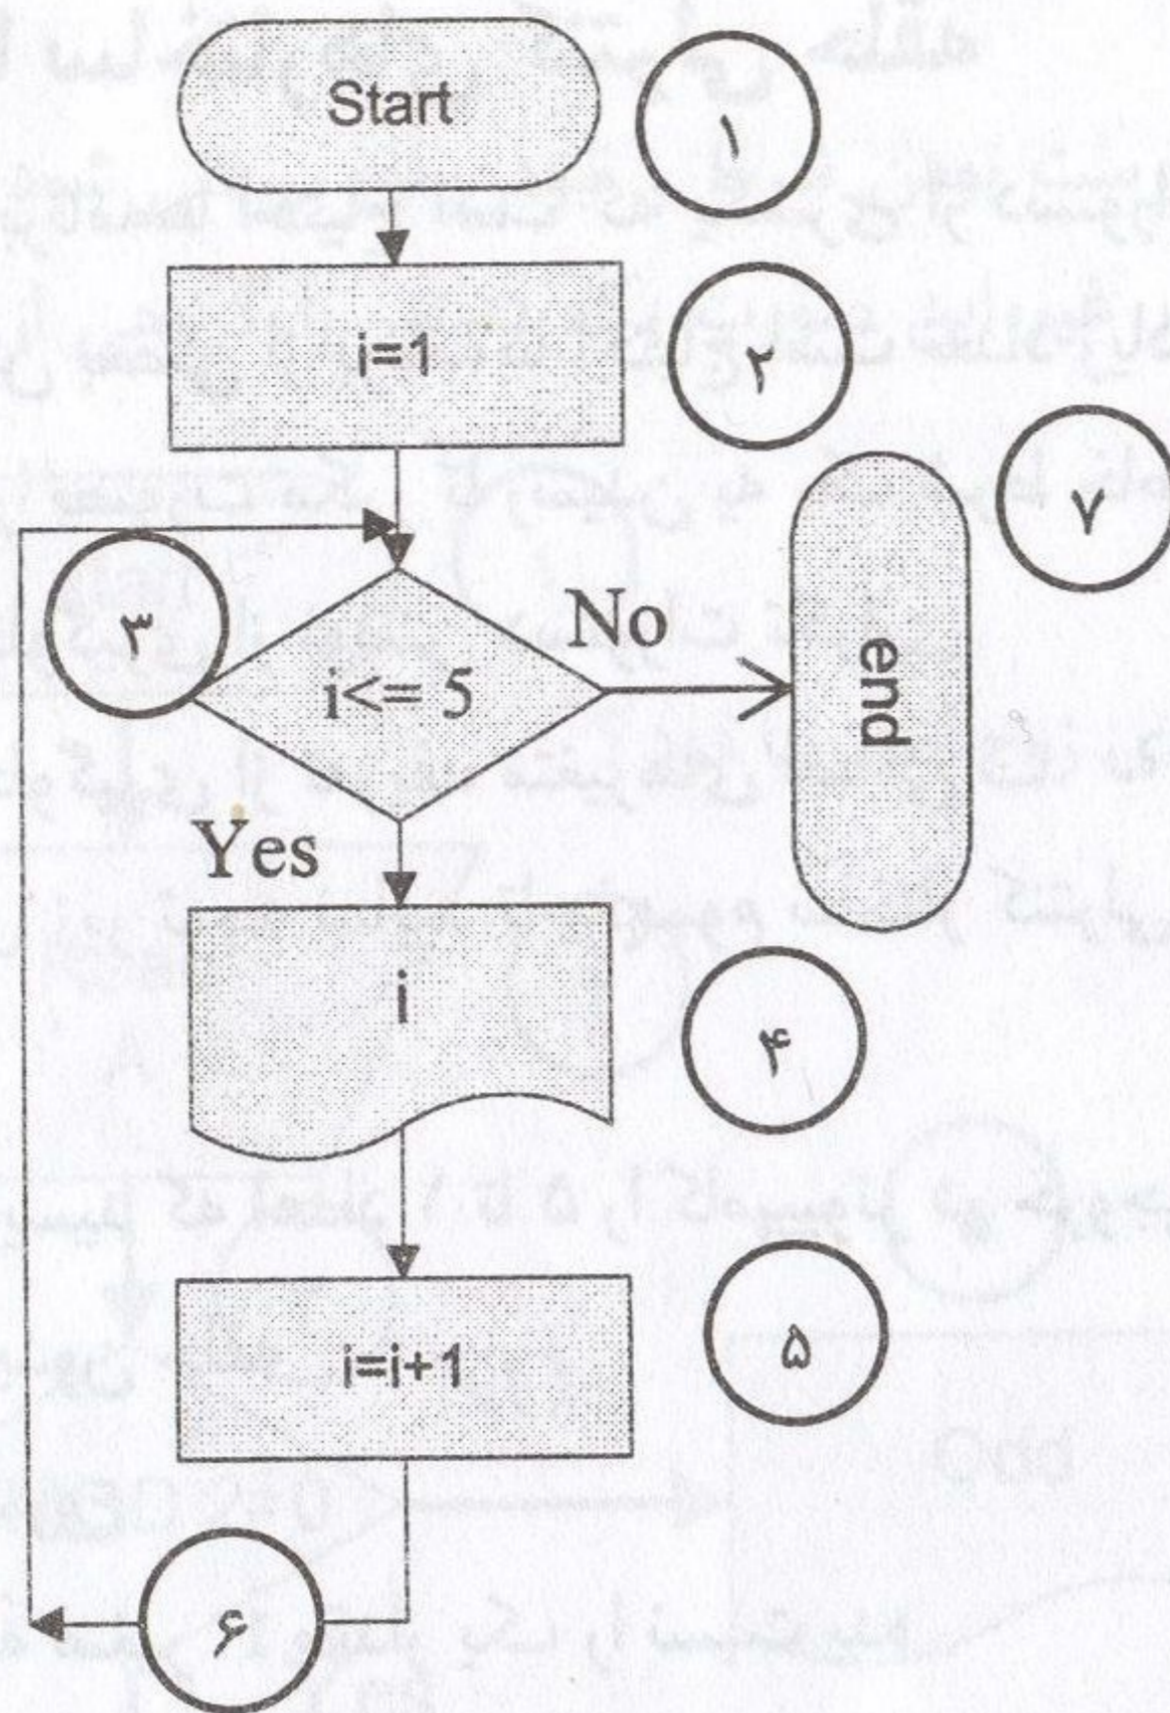 Start
۱
i=1
۲
۳
i<= 5
No
end
۷
Yes
i
۴
i=i+1
۵
۶